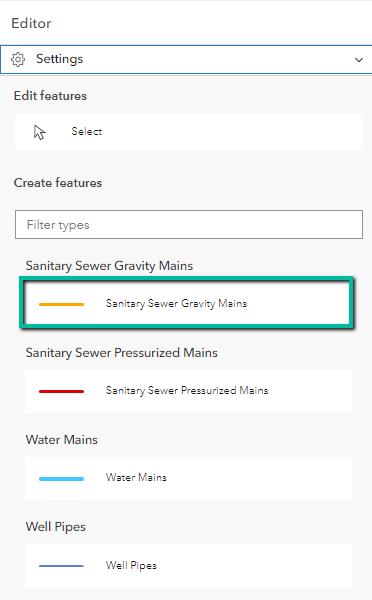 Editor
Settings
Edit features
Select
Create features
Filter types
Sanitary Sewer Gravity Mains
Sanitary Sewer Gravity Mains
Sanitary Sewer Pressurized Mains
Sanitary Sewer Pressurized Mains
Water Mains
Water Mains
Well Pipes
Well Pipes